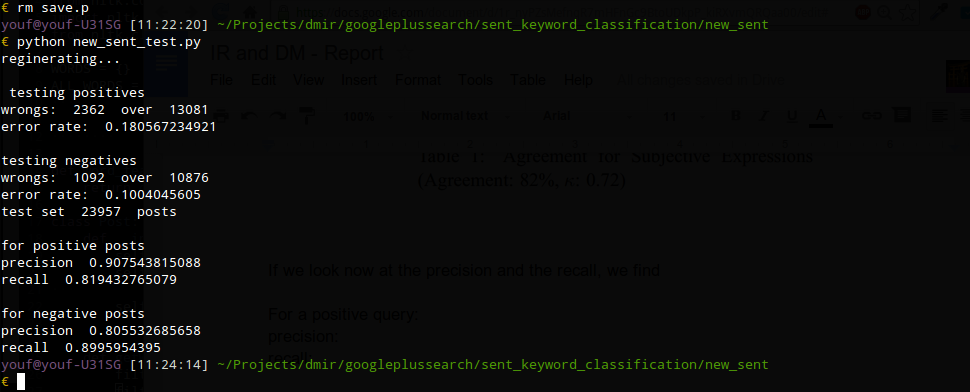 € rm save.p
youf@youf-U31SG [11:22:20] ~/Projects/dmir/googleplussearch/sent_keyword_classification/new_sent
€ python new_sent_test.py
reginerating...
IR and DM - Report
File Edit View Insert Format Tools Table Help
testing positives
wrongs: 2362 over 13081
100% Normal text Arial 11 B I U A
error rate: 0.180567234921
Table 1: Agreement for Subjective Expressions
(Agreement: 82%, κ: 0.72)
testing negatives
wrongs: 1092 over 10876
error rate: 0.1004045605
test set 23957 posts
for positive posts
precision 0.907543815088
recall 0.819432765079
If we look now at the precision and the recall, we find
for negative posts
For a positive query:
precision 0.805532685658
precision:
recall 0.8995954395
youf@youf-U31SG [11:24:14] ~/Projects/dmir/googleplussearch/sent_keyword_classification/new_sent
€